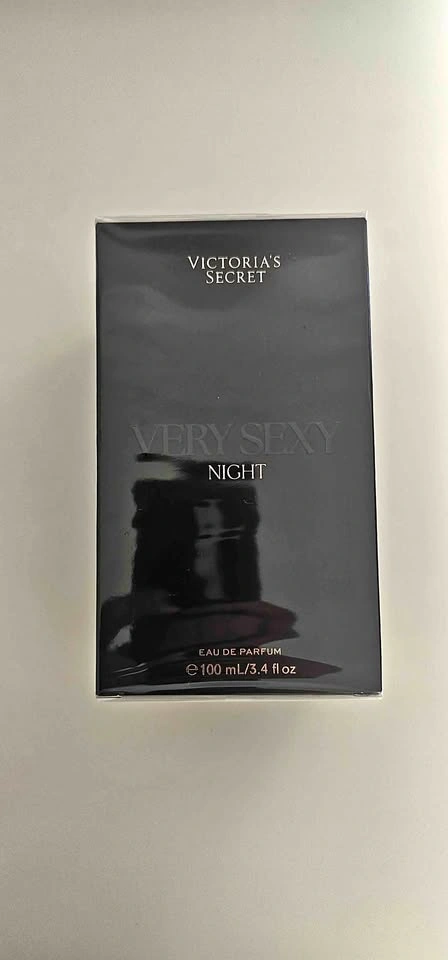 VICTORIA'S
SECRET
VERY SEXY
NIGHT
EAU DE PARFUM
℮100 mL/3.4 fl oz